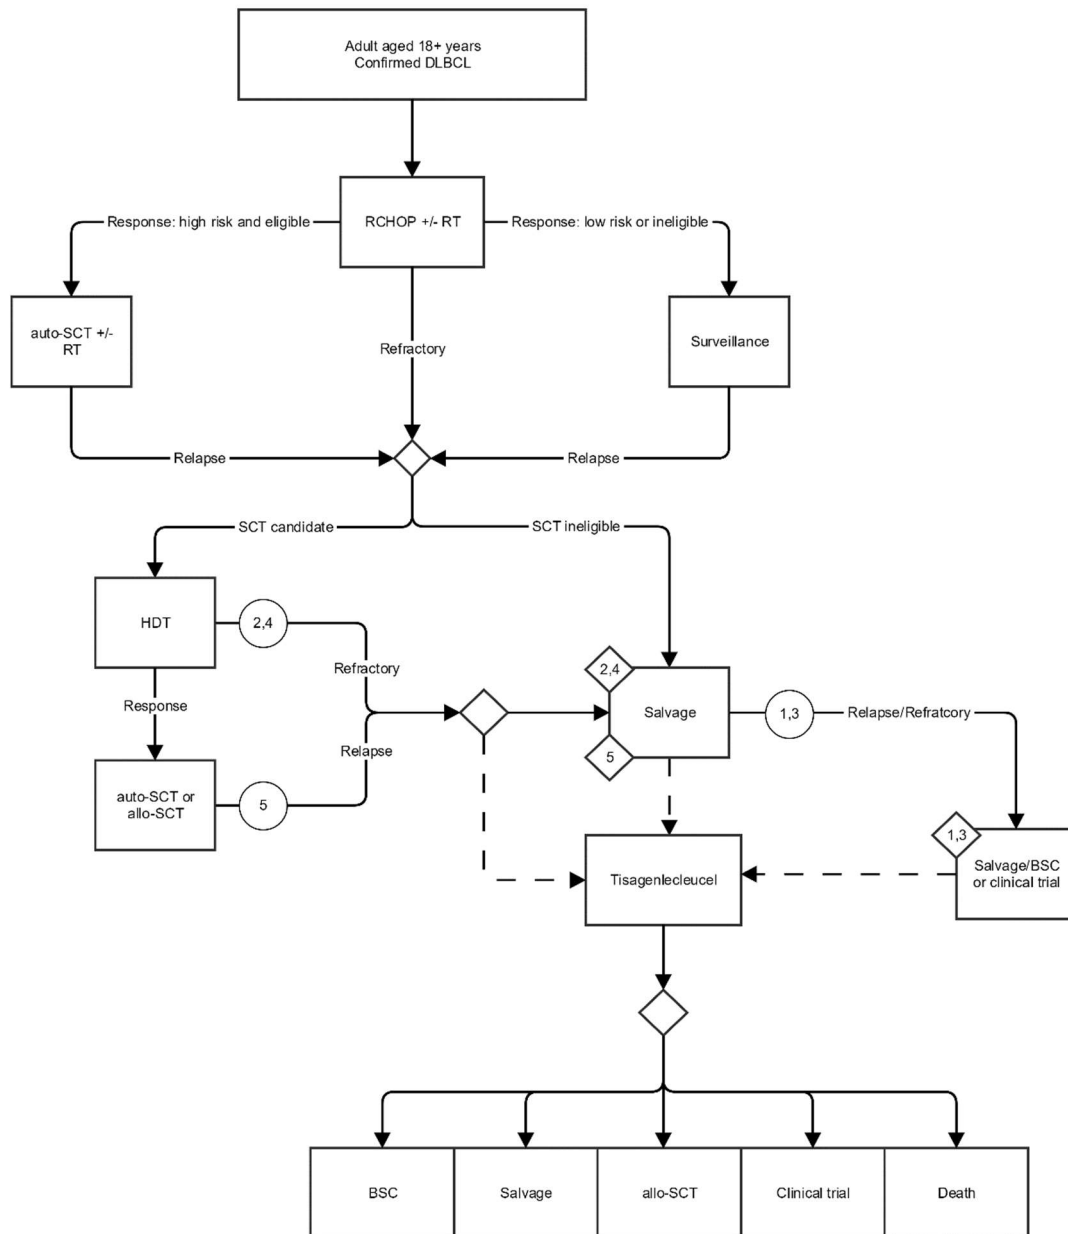 Adult aged 18+ years
Confirmed DLBCL
Response: high risk and eligible
RCHOP +/- RT
Response: low risk or ineligible
auto-SCT +/-
RT
Refractory
Surveillance
Relapse
Relapse
SCT candidate
SCT ineligible
HDT
2,4
Refractory
Response
Relapse
auto-SCT or
allo-SCT
5
2,4
Salvage
5
1,3
Relapse/Refratcory
1,3
Salvage/BSC
or clinical trial
Tisagenlecleucel
BSC
Salvage
allo-SCT
Clinical trial
Death